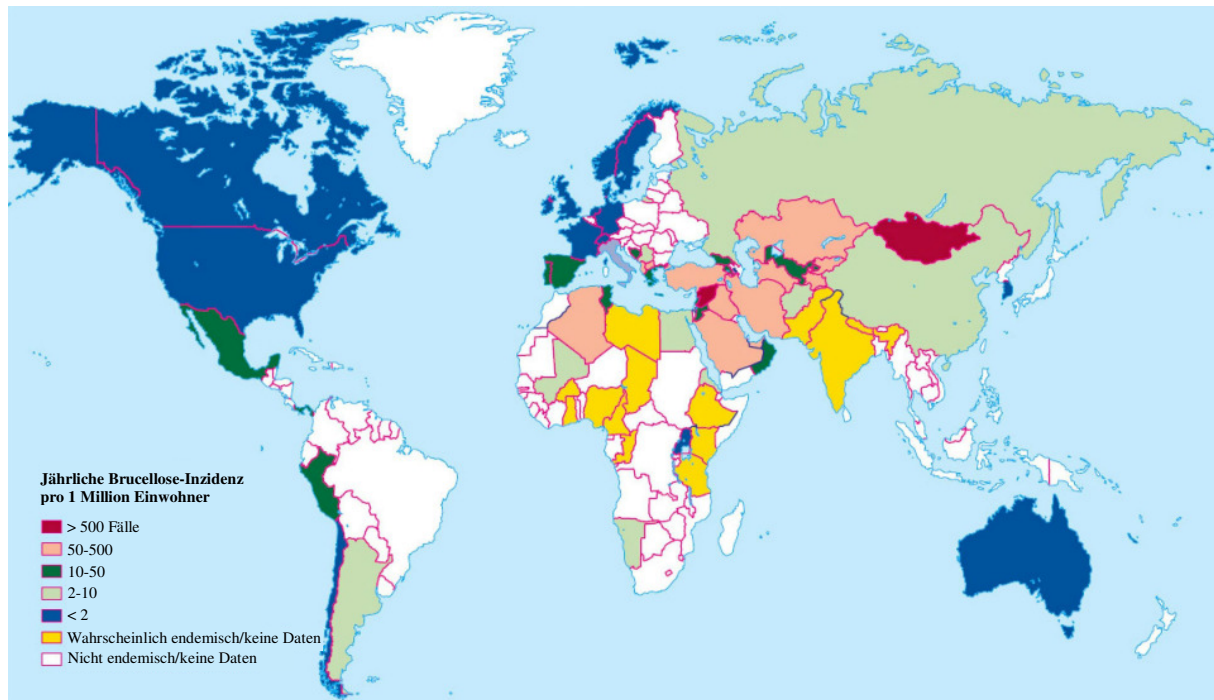 Jährliche Brucellose-Inzidenz
pro 1 Million Einwohner
> 500 Fälle
50-500
10-50
2-10
< 2
Wahrscheinlich endemisch/keine Daten
Nicht endemisch/keine Daten